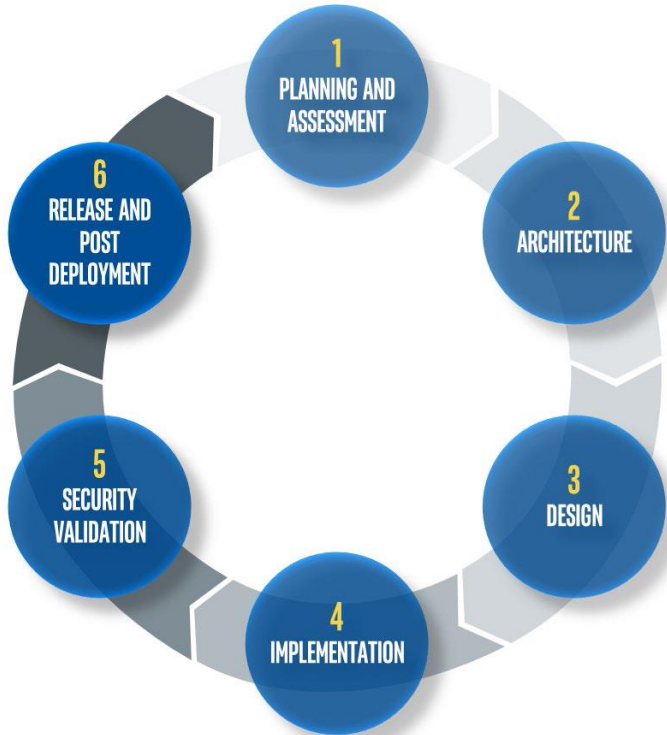 1
PLANNING AND
ASSESSMENT
2
ARCHITECTURE
3
DESIGN
4
IMPLEMENTATION
5
SECURITY
VALIDATION
6
RELEASE AND
POST
DEPLOYMENT